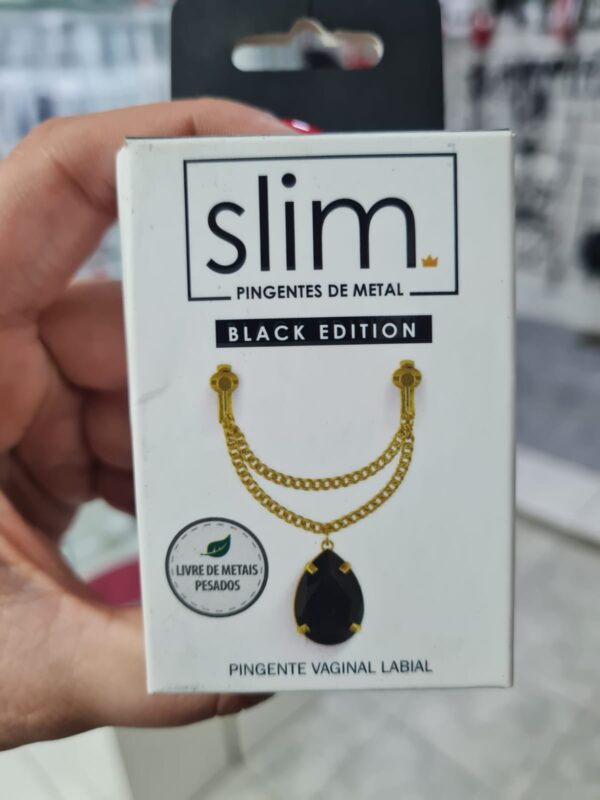 slim.
PINGENTES DE METAL
BLACK EDITION
LIVRE DE METAIS
PESADOS
PINGENTE VAGINAL LABIAL